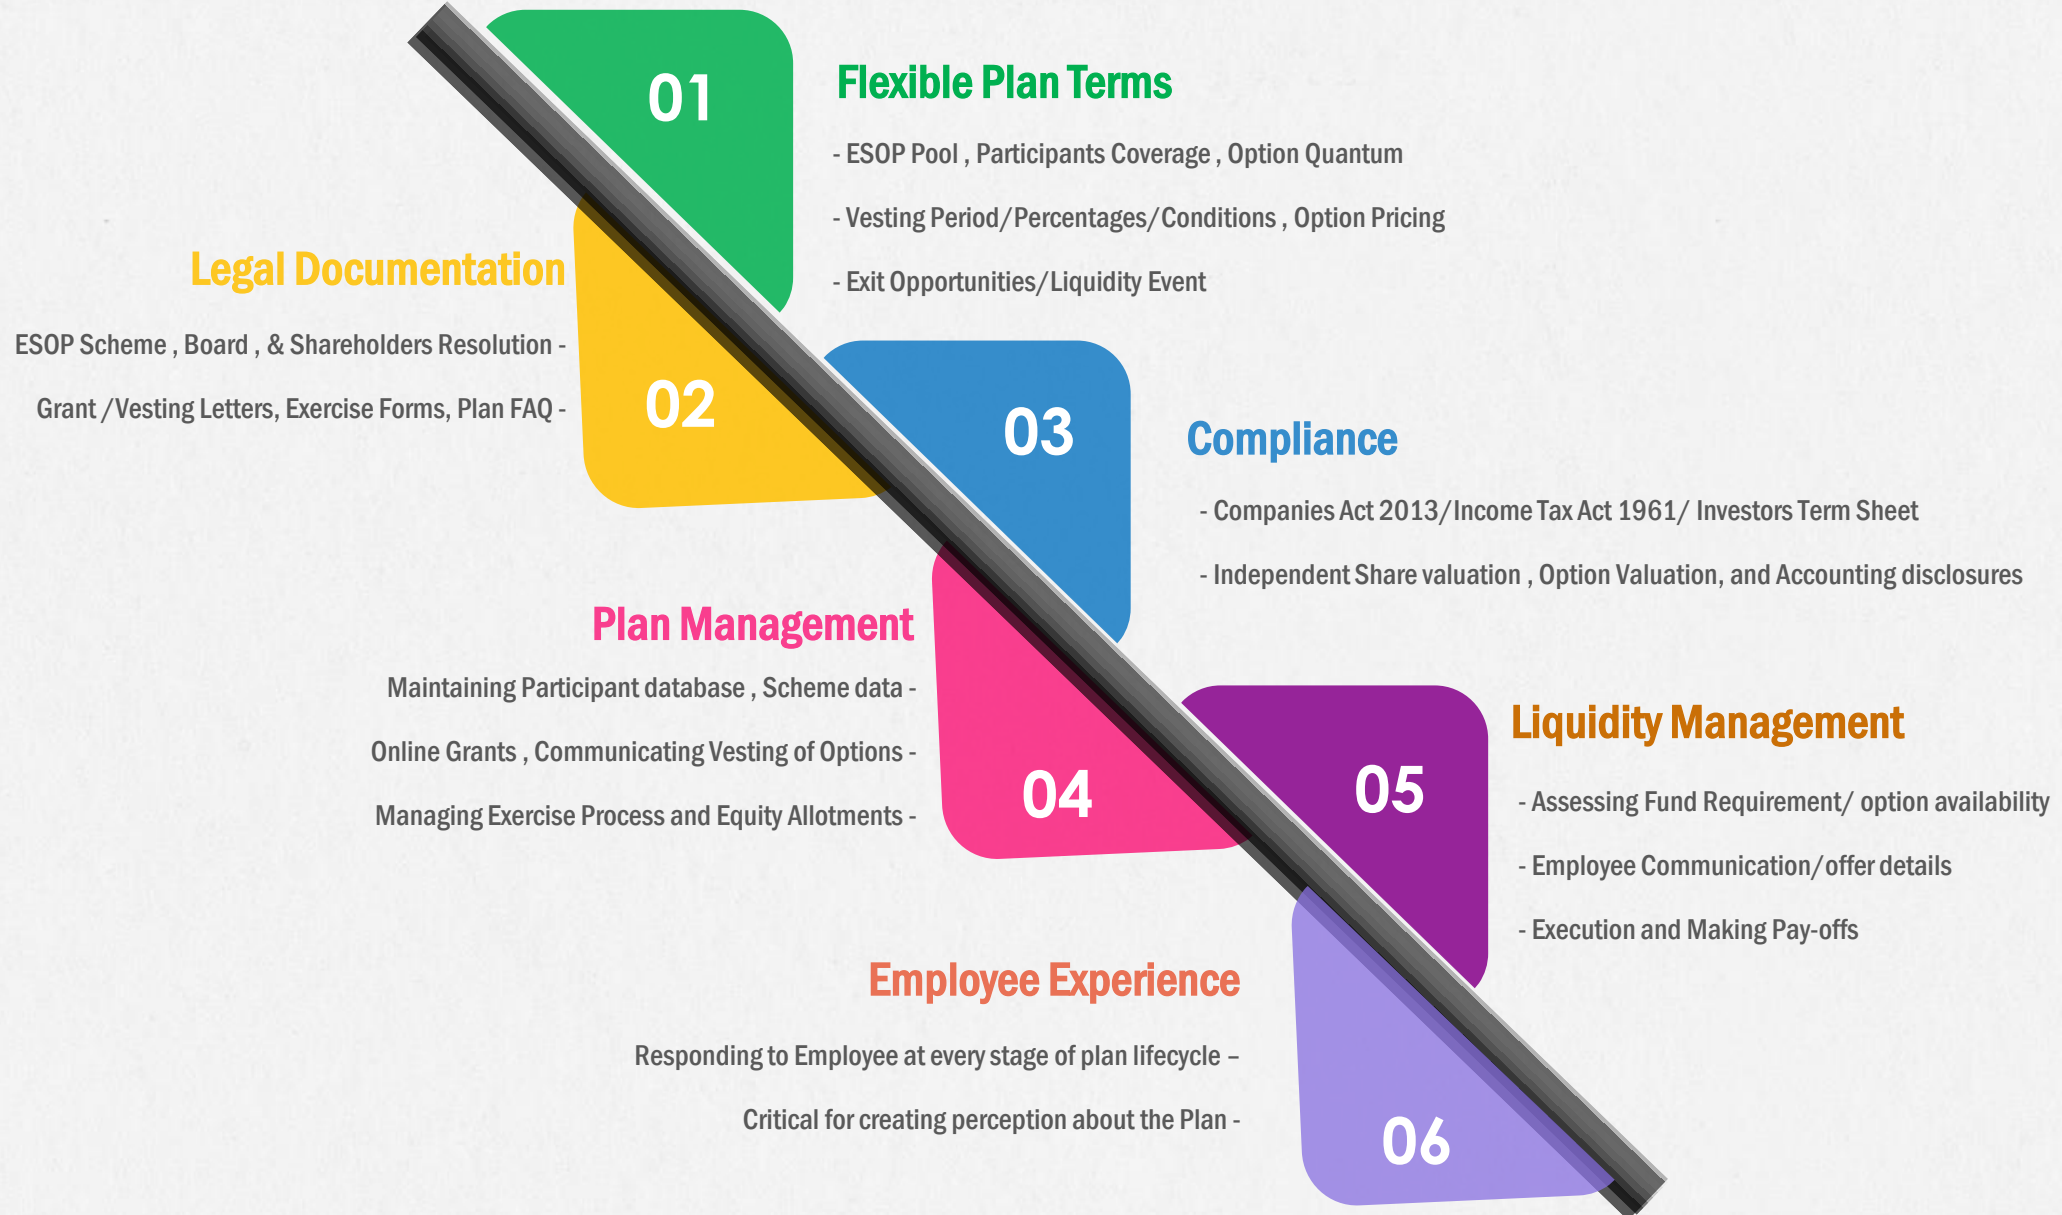 01
Flexible Plan Terms
- ESOP Pool , Participants Coverage , Option Quantum
- Vesting Period/Percentages/Conditions , Option Pricing
- Exit Opportunities/Liquidity Event
Legal Documentation
ESOP Scheme , Board , & Shareholders Resolution -
Grant /Vesting Letters, Exercise Forms, Plan FAQ -
02
03
Compliance
- Companies Act 2013/Income Tax Act 1961/ Investors Term Sheet
- Independent Share valuation , Option Valuation, and Accounting disclosures
Plan Management
Maintaining Participant database , Scheme data -
Online Grants , Communicating Vesting of Options -
Managing Exercise Process and Equity Allotments -
04
05
Liquidity Management
- Assessing Fund Requirement/ option availability
- Employee Communication/offer details
- Execution and Making Pay-offs
Employee Experience
Responding to Employee at every stage of plan lifecycle –
Critical for creating perception about the Plan -
06